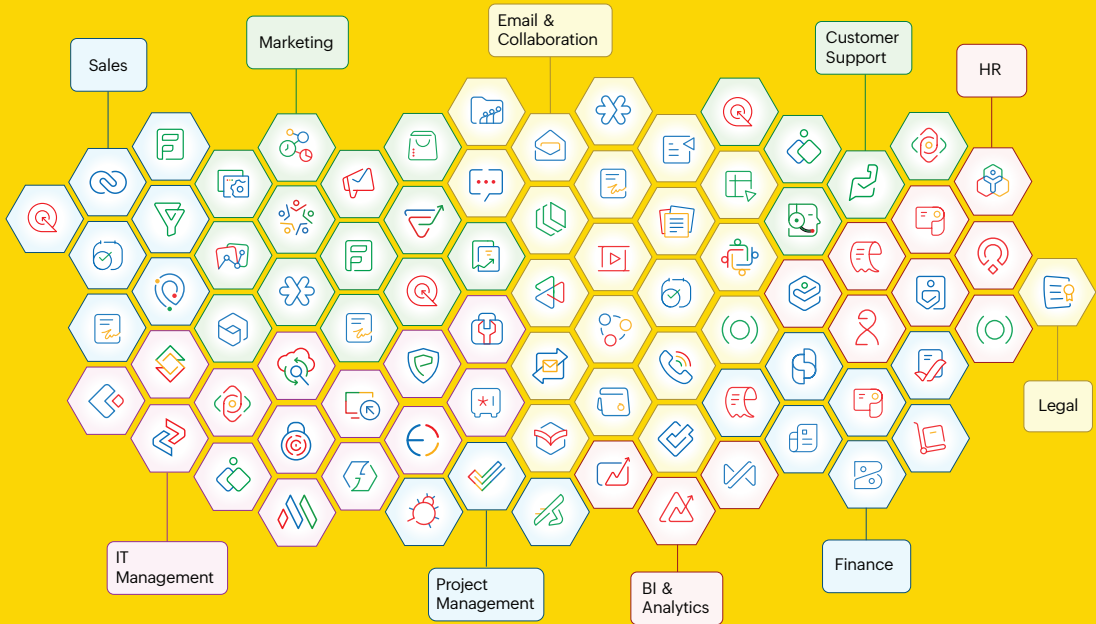 Sales
Marketing
Email &
Collaboration
Customer
Support
HR
Legal
IT
Management
Project
Management
BI &
Analytics
Finance